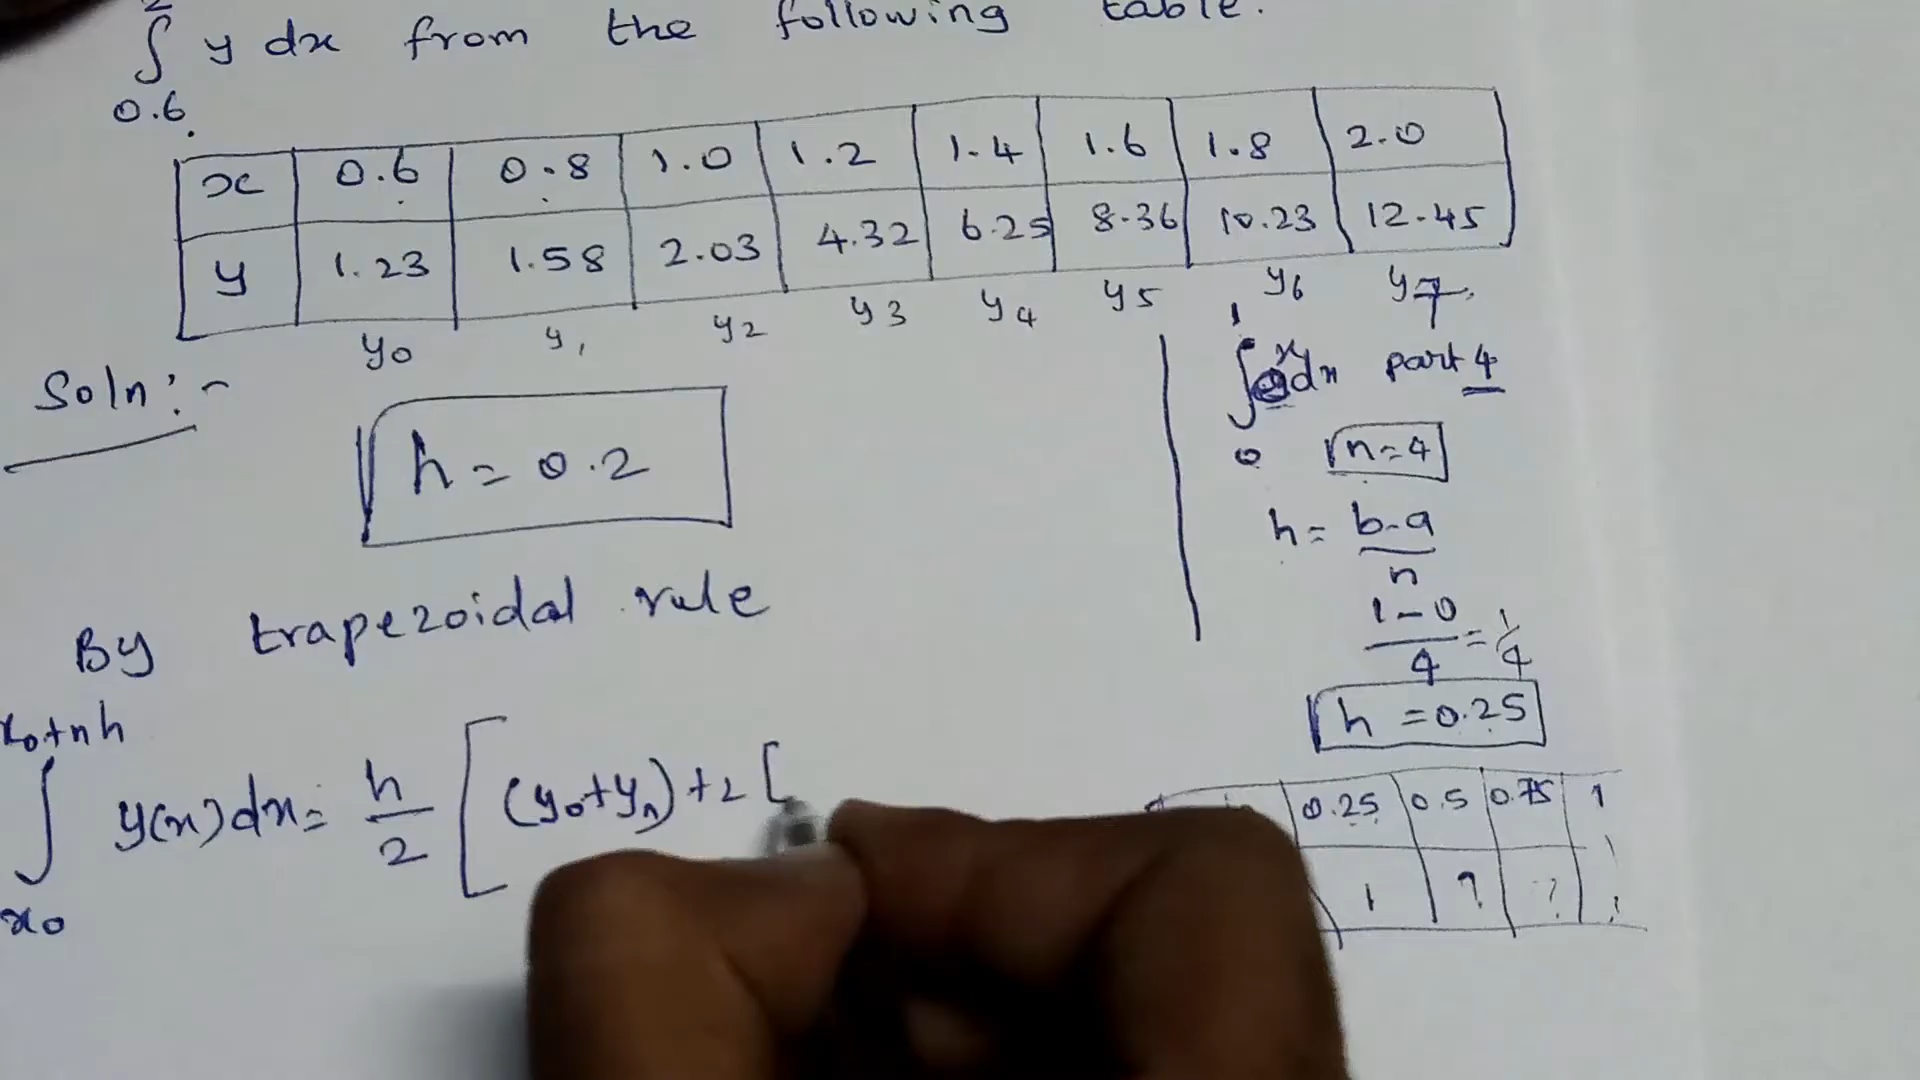 ∫ y dx from the following table.
0.6
x 0.6 0.8 1.0 1.2 1.4 1.6 1.8 2.0
y 1.23 1.58 2.03 4.32 6.25 8.36 10.23 12.45
y0 y1 y2 y3 y4 y5 y6 y7
Soln:-
h = 0.2
By trapezoidal rule
x0+nh
∫ y(x)dx = h/2 [(y0+yn)+2[
x0
1
∫ e^x dx part 4
0
n=4
h = b-a/n
1-0/4 = 1/4
h = 0.25
0.25 0.5 0.75 1
1 ? ? !